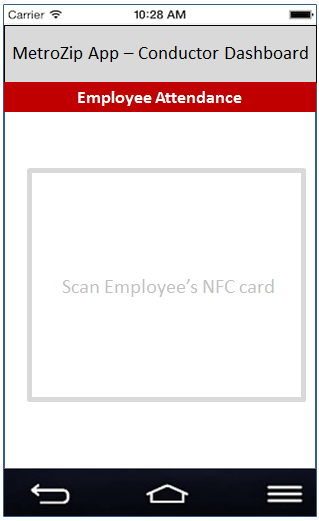 Carrier 10:28 AM
MetroZip App – Conductor Dashboard
Employee Attendance
Scan Employee's NFC card